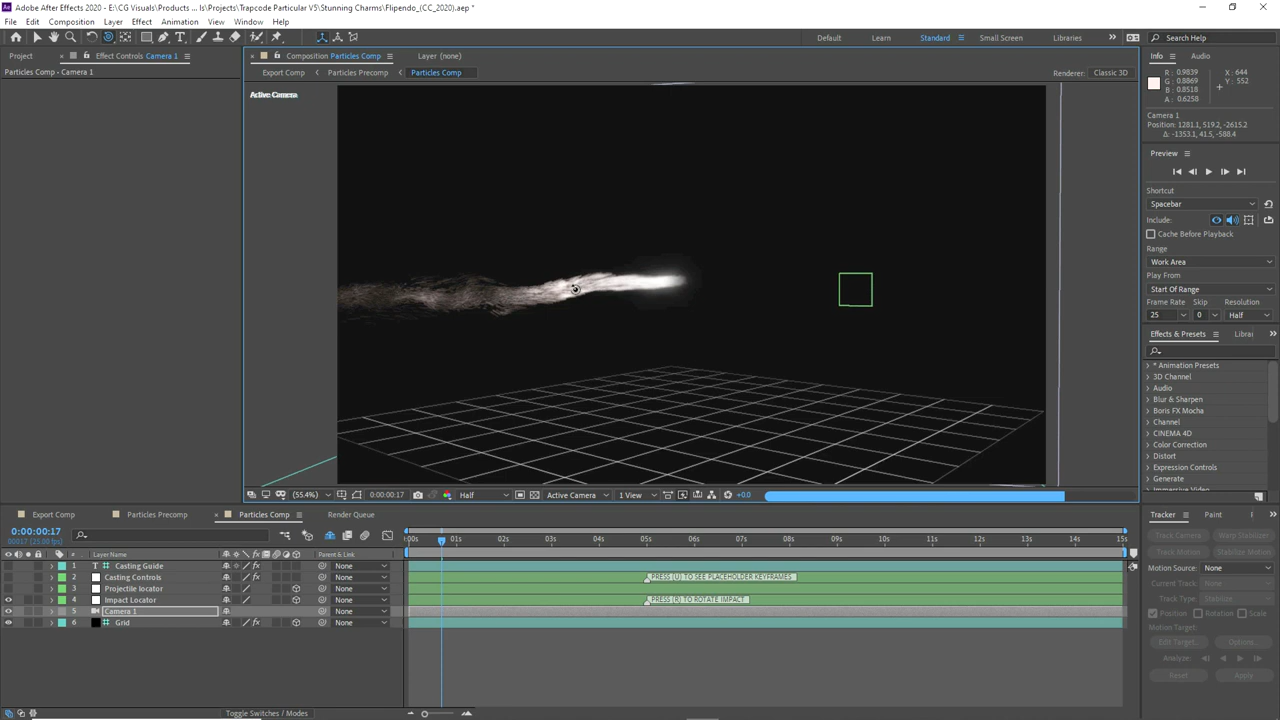 Adobe After Effects 2020 - E:\CG Visuals\Products ... ls\Projects\Trapcode Particular V5\Stunning Charms\Flipendo_(CC_2020).aep *
File Edit Composition Layer Effect Animation View Window Help
Default Learn Standard Small Screen Libraries Search Help
Project Effect Controls Camera 1
Particles Comp • Camera 1
Composition Particles Comp Layer (none)
Export Comp Particles Precomp Particles Comp
Renderer: Classic 3D
Active Camera
(55.4%) 0:00:00:17 Half Active Camera 1 View +0.0
Info Audio
R: 0.9839
G: 0.8869
B: 0.8518
A: 0.6258
X: 644
Y: 552
Camera 1
Position: 1281.1, 519.2, -2615.2
Δ: -1353.1, 41.5, -588.4
Preview
Shortcut
Spacebar
Include:
Cache Before Playback
Range
Work Area
Play From
Start Of Range
Frame Rate Skip Resolution
25 0 Half
Effects & Presets Librai
* Animation Presets
3D Channel
Audio
Blur & Sharpen
Boris FX Mocha
Channel
CINEMA 4D
Color Correction
Distort
Expression Controls
Generate
Immersive Video
Export Comp Particles Precomp Particles Comp Render Queue
0:00:00:17
00017 (25.00 fps)
:00s 01s 02s 03s 04s 05s 06s 07s 08s 09s 10s 11s 12s 13s 14s 15s
# Layer Name Parent & Link
1 T Casting Guide None
2 Casting Controls None PRESS (U) TO SEE PLACEHOLDER KEYFRAMES
3 Projectile locator None
4 Impact Locator None PRESS (R) TO ROTATE IMPACT
5 Camera 1 None
6 Grid None
Toggle Switches / Modes
Tracker Paint
Track Camera Warp Stabilizer
Track Motion Stabilize Motion
Motion Source: None
Current Track: None
Track Type: Stabilize
Position Rotation Scale
Motion Target:
Edit Target... Options...
Analyze:
Reset Apply